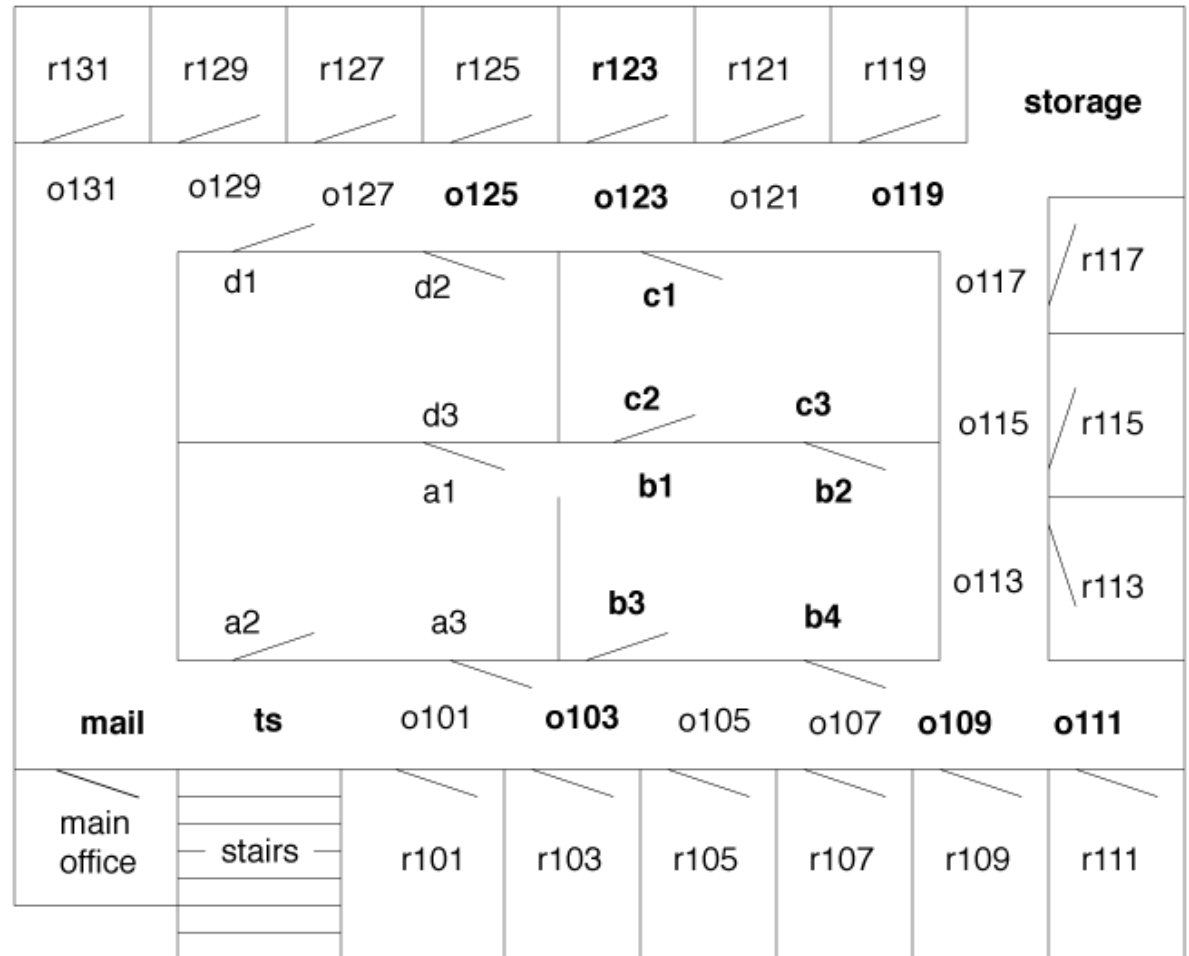 r131 r129 r127 r125 r123 r121 r119
storage
o131 o129 o127 o125 o123 o121 o119
r117
d1 d2 c1 o117
c2 c3
d3 o115 r115
a1 b1 b2
o113 r113
a2 a3 b3 b4
mail ts o101 o103 o105 o107 o109 o111
main
office
stairs r101 r103 r105 r107 r109 r111